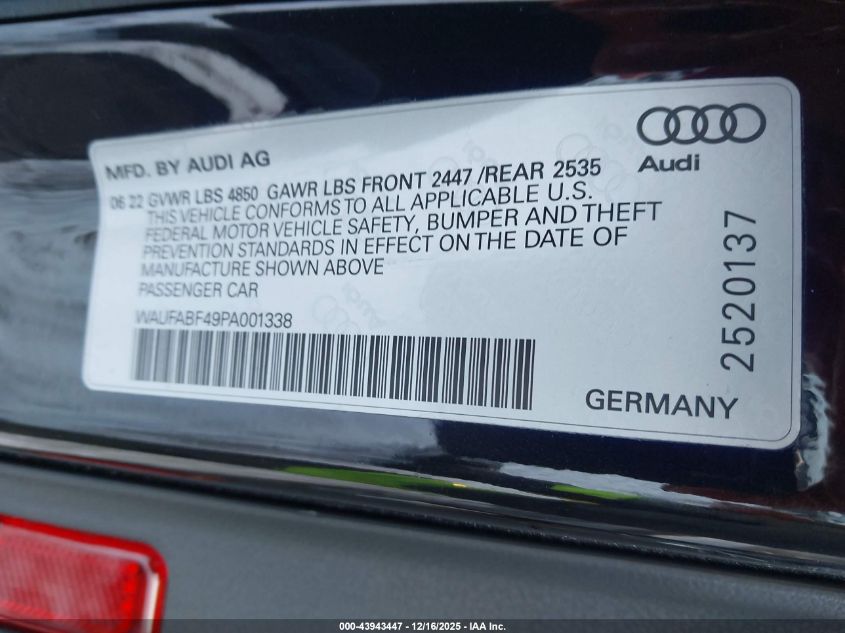 MFD. BY AUDI AG
06 22 GVWR LBS 4850 GAWR LBS FRONT 2447 /REAR 2535
THIS VEHICLE CONFORMS TO ALL APPLICABLE U.S.
FEDERAL MOTOR VEHICLE SAFETY, BUMPER AND THEFT
PREVENTION STANDARDS IN EFFECT ON THE DATE OF
MANUFACTURE SHOWN ABOVE
PASSENGER CAR
WAUFABF49PA001338
Audi
2520137
GERMANY
000-43943447 - 12/16/2025 - IAA Inc.